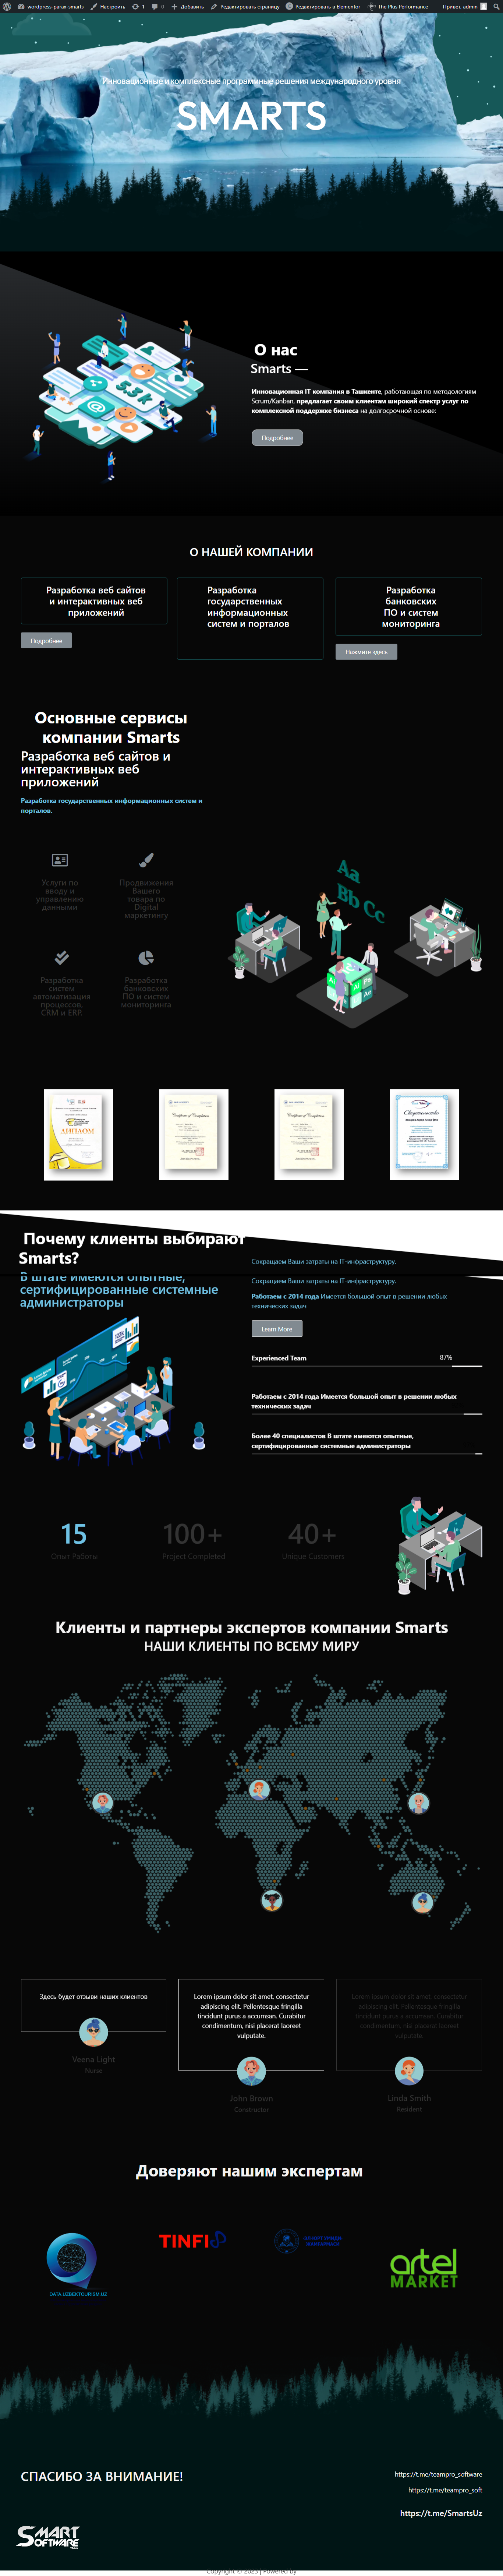 wordpress-parax-smarts Настроить 1 0 Добавить Редактировать страницу Редактировать в Elementor The Plus Performance Привет, admin
Инновационные и комплексные программные решения международного уровня
SMARTS
5.3k
О нас
Smarts —
Инновационная IT компания в Ташкенте, работающая по методологиям
Scrum/Kanban, предлагает своим клиентам широкий спектр услуг по
комплексной поддержке бизнеса на долгосрочной основе:
Подробнее
О НАШЕЙ КОМПАНИИ
Разработка веб сайтов
и интерактивных веб
приложений
Подробнее
Разработка
государственных
информационных
систем и порталов
Разработка
банковских
ПО и систем
мониторинга
Нажмите здесь
Основные сервисы
компании Smarts
Разработка веб сайтов и
интерактивных веб
приложений
Разработка государственных информационных систем и
порталов.
Услуги по
вводу и
управлению
данными
Продвижения
Вашего
товара по
Digital
маркетингу
Разработка
систем
автоматизация
процессов,
CRM и ERP.
Разработка
банковских
ПО и систем
мониторинга
Aa
Bb Cc
Ai
Ae
ДИПЛОМ
Certificate of Completion
Certificate of Completion
Свидетельство
Почему клиенты выбирают
Smarts?
В штате имеются опытные,
сертифицированные системные
администраторы
Сокращаем Ваши затраты на IT-инфраструктуру.
Сокращаем Ваши затраты на IT-инфраструктуру.
Работаем с 2014 года Имеется большой опыт в решении любых
технических задач
Learn More
Experienced Team 87%
Работаем с 2014 года Имеется большой опыт в решении любых
технических задач
Более 40 специалистов В штате имеются опытные,
сертифицированные системные администраторы
15
Опыт Работы
100+
Project Completed
40+
Unique Customers
Клиенты и партнеры экспертов компании Smarts
НАШИ КЛИЕНТЫ ПО ВСЕМУ МИРУ
Здесь будет отзыви наших клиентов
Veena Light
Nurse
Lorem ipsum dolor sit amet, consectetur
adipiscing elit. Pellentesque fringilla
tincidunt purus a accumsan. Curabitur
condimentum, nisi placerat laoreet
vulputate.
John Brown
Constructor
Lorem ipsum dolor sit amet, consectetur
adipiscing elit. Pellentesque fringilla
tincidunt purus a accumsan. Curabitur
condimentum, nisi placerat laoreet
vulputate.
Linda Smith
Resident
Доверяют нашим экспертам
DATA.UZBEKTOURISM.UZ
TINFI
artel
MARKET
СПАСИБО ЗА ВНИМАНИЕ!
https://t.me/teampro_software
https://t.me/teampro_soft
https://t.me/SmartsUz
SMART
SOFTWARE
Copyright © 2023 | Powered by